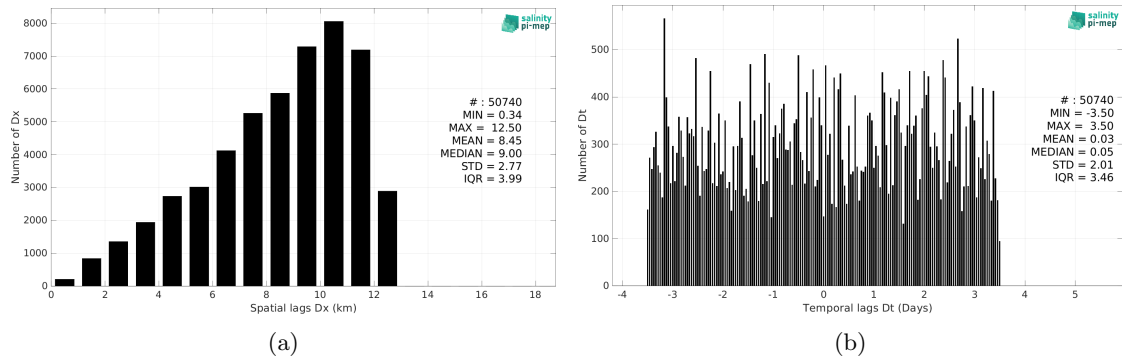 salinity
pi-mep
8000
7000
6000
5000
4000
3000
2000
1000
0
Number of Dx
# : 50740
MIN = 0.34
MAX = 12.50
MEAN = 8.45
MEDIAN = 9.00
STD = 2.77
IQR = 3.99
0 2 4 6 8 10 12 14 16 18
Spatial lags Dx (km)
(a)
salinity
pi-mep
500
400
300
200
100
0
Number of Dt
# : 50740
MIN = -3.50
MAX = 3.50
MEAN = 0.03
MEDIAN = 0.05
STD = 2.01
IQR = 3.46
-4 -3 -2 -1 0 1 2 3 4 5
Temporal lags Dt (Days)
(b)